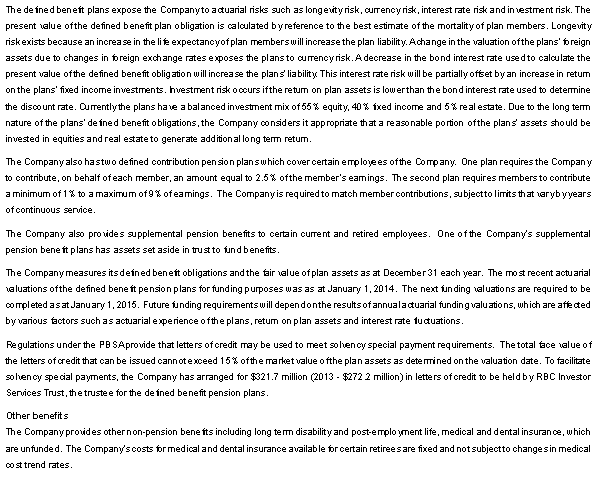 The defined benefit plans expose the Company to actuarial risks such as longevity risk, currency risk, interest rate risk and investment risk. The
present value of the defined benefit plan obligation is calculated by reference to the best estimate of the mortality of plan members. Longevity
risk exists because an increase in the life expectancy of plan members will increase the plan liability. A change in the valuation of the plans' foreign
assets due to changes in foreign exchange rates exposes the plans to currency risk. A decrease in the bond interest rate used to calculate the
present value of the defined benefit obligation will increase the plans' liability. This interest rate risk will be partially offset by an increase in return
on the plans' fixed income investments. Investment risk occurs if the return on plan assets is lower than the bond interest rate used to determine
the discount rate. Currently the plans have a balanced investment mix of 55% equity, 40% fixed income and 5% real estate. Due to the long term
nature of the plans' defined benefit obligations, the Company considers it appropriate that a reasonable portion of the plans' assets should be
invested in equities and real estate to generate additional long term return.
The Company also has two defined contribution pension plans which cover certain employees of the Company. One plan requires the Company
to contribute, on behalf of each member, an amount equal to 2.5% of the member's earnings. The second plan requires members to contribute
a minimum of 1% to a maximum of 9% of earnings. The Company is required to match member contributions, subject to limits that vary by years
of continuous service.
The Company also provides supplemental pension benefits to certain current and retired employees. One of the Company's supplemental
pension benefit plans has assets set aside in trust to fund benefits.
The Company measures its defined benefit obligations and the fair value of plan assets as at December 31 each year. The most recent actuarial
valuations of the defined benefit pension plans for funding purposes was as at January 1, 2014. The next funding valuations are required to be
completed as at January 1, 2015. Future funding requirements will depend on the results of annual actuarial funding valuations, which are affected
by various factors such as actuarial experience of the plans, return on plan assets and interest rate fluctuations.
Regulations under the PBSA provide that letters of credit may be used to meet solvency special payment requirements. The total face value of
the letters of credit that can be issued cannot exceed 15% of the market value of the plan assets as determined on the valuation date. To facilitate
solvency special payments, the Company has arranged for $321.7 million (2013 - $272.2 million) in letters of credit to be held by RBC Investor
Services Trust, the trustee for the defined benefit pension plans.
Other benefits
The Company provides other non-pension benefits including long term disability and post-employment life, medical and dental insurance, which
are unfunded. The Company's costs for medical and dental insurance available for certain retirees are fixed and not subject to changes in medical
cost trend rates.